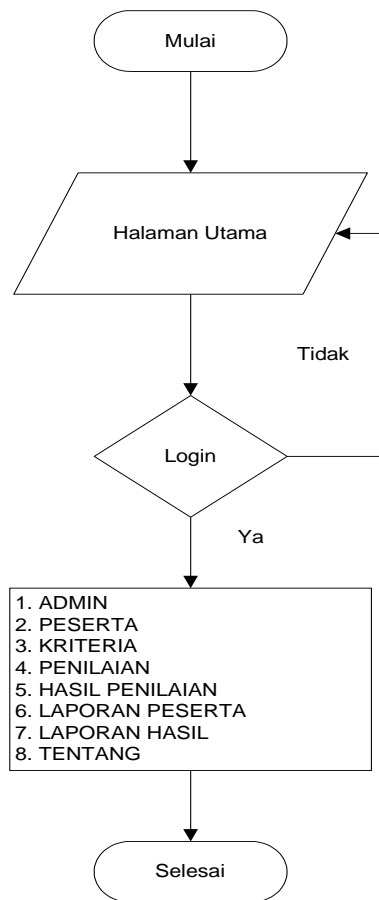 Mulai
Halaman Utama
Tidak
Login
Ya
1. ADMIN
2. PESERTA
3. KRITERIA
4. PENILAIAN
5. HASIL PENILAIAN
6. LAPORAN PESERTA
7. LAPORAN HASIL
8. TENTANG
Selesai